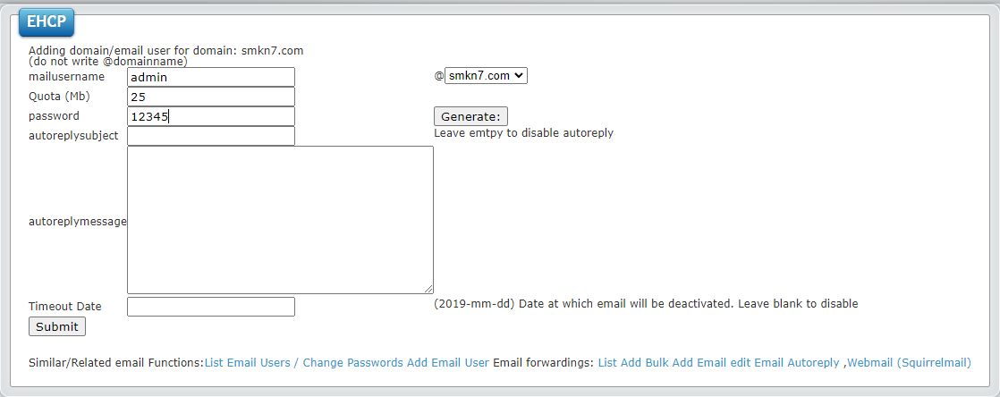 EHCP
Adding domain/email user for domain: smkn7.com
(do not write @domainname)
mailusername admin @ smkn7.com
Quota (Mb) 25
password 12345 Generate:
autoreplysubject Leave emtpy to disable autoreply
autoreplymessage
Timeout Date (2019-mm-dd) Date at which email will be deactivated. Leave blank to disable
Submit
Similar/Related email Functions:List Email Users / Change Passwords Add Email User Email forwardings: List Add Bulk Add Email edit Email Autoreply ,Webmail (Squirrelmail)